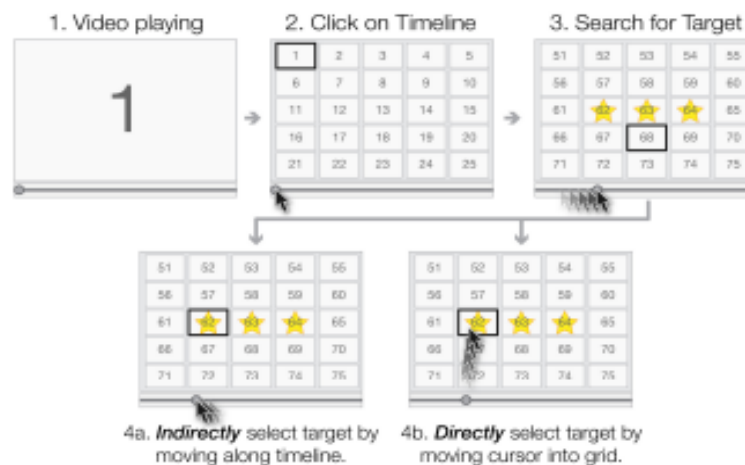 1. Video playing
2. Click on Timeline
3. Search for Target
1
1 2 3 4 5
6 7 8 9 10
11 12 13 14 15
16 17 18 19 20
21 22 23 24 25
51 52 53 54 55
56 57 58 59 60
61 62 63 64 65
66 67 68 69 70
71 72 73 74 75
51 52 53 54 55
56 57 58 59 60
61 62 63 64 65
66 67 68 69 70
71 72 73 74 75
51 52 53 54 55
56 57 58 59 60
61 62 63 64 65
66 68 69 70
71 72 73 74 75
4a. Indirectly select target by
moving along timeline.
4b. Directly select target by
moving cursor into grid.